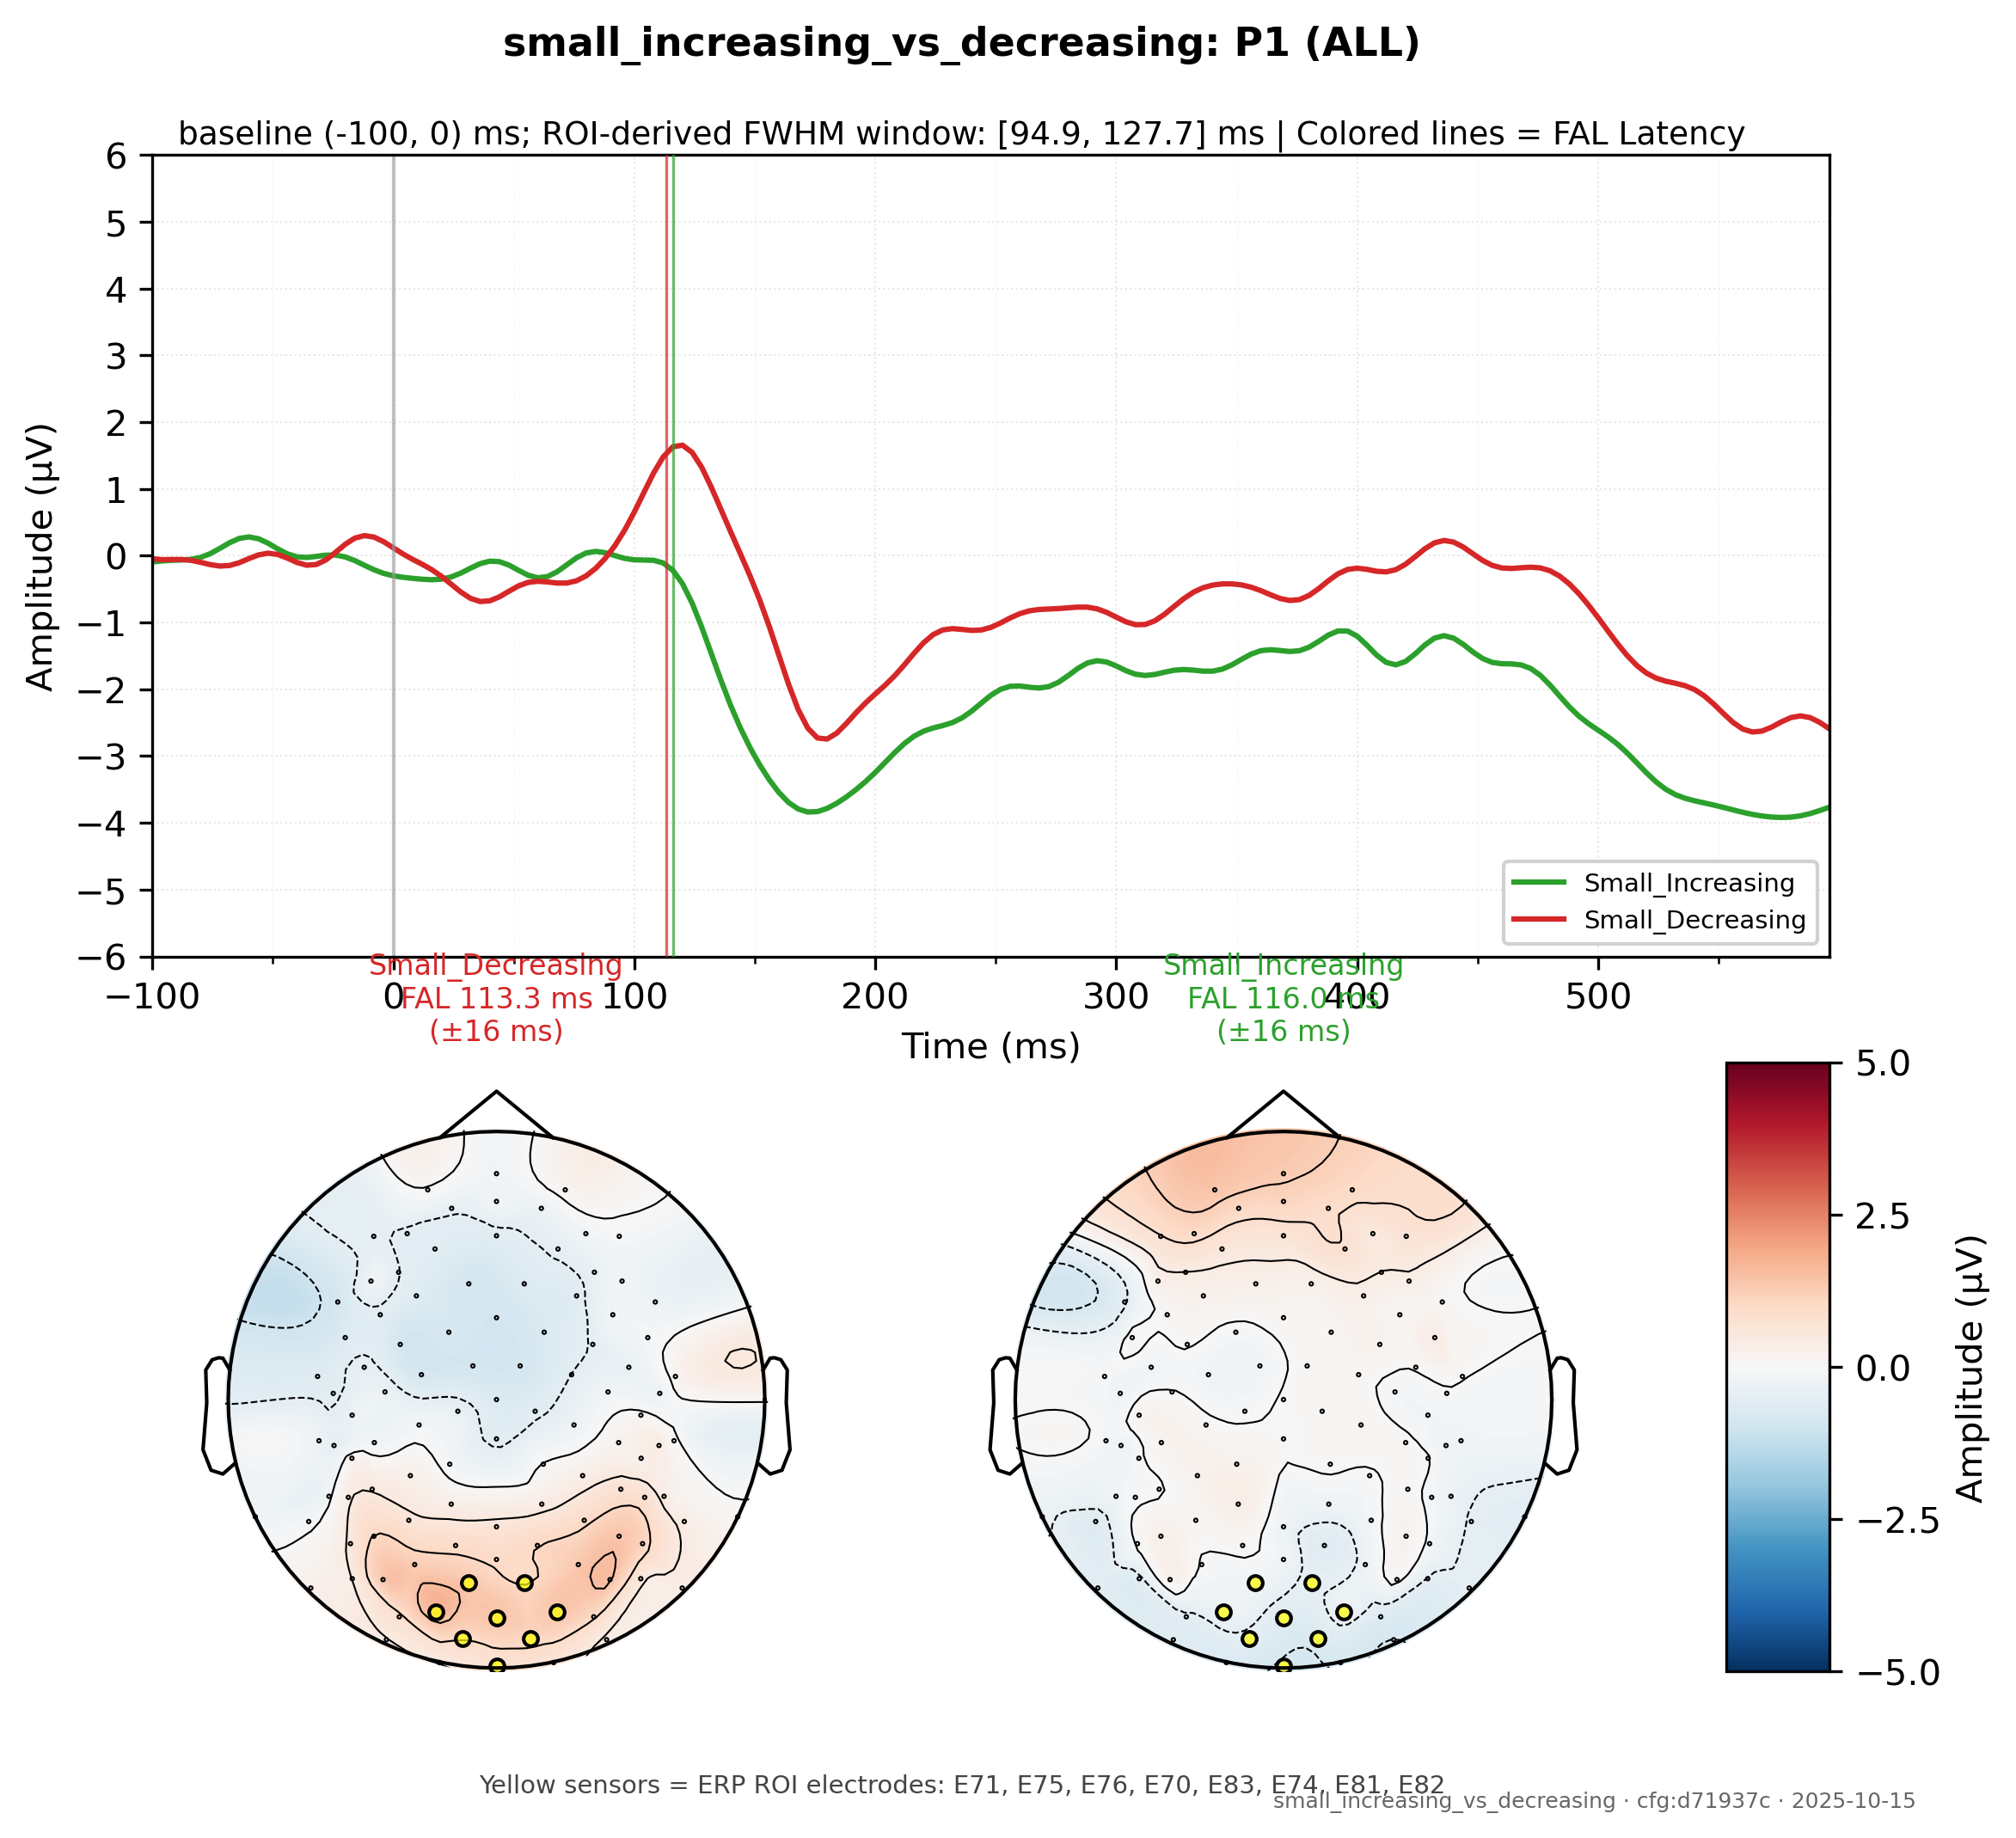 small_increasing_vs_decreasing: P1 (ALL)
baseline (-100, 0) ms; ROI-derived FWHM window: [94.9, 127.7] ms | Colored lines = FAL Latency
6
5
4
3
2
1
0
−1
−2
−3
−4
−5
−6
Amplitude (µV)
Small_Increasing
Small_Decreasing
−100
0
100
200
300
400
500
Time (ms)
Small_Decreasing
FAL 113.3 ms
(±16 ms)
Small_Increasing
FAL 116.0 ms
(±16 ms)
5.0
2.5
0.0
−2.5
−5.0
Amplitude (µV)
Yellow sensors = ERP ROI electrodes: E71, E75, E76, E70, E83, E74, E81, E82
small_increasing_vs_decreasing · cfg:d71937c · 2025-10-15